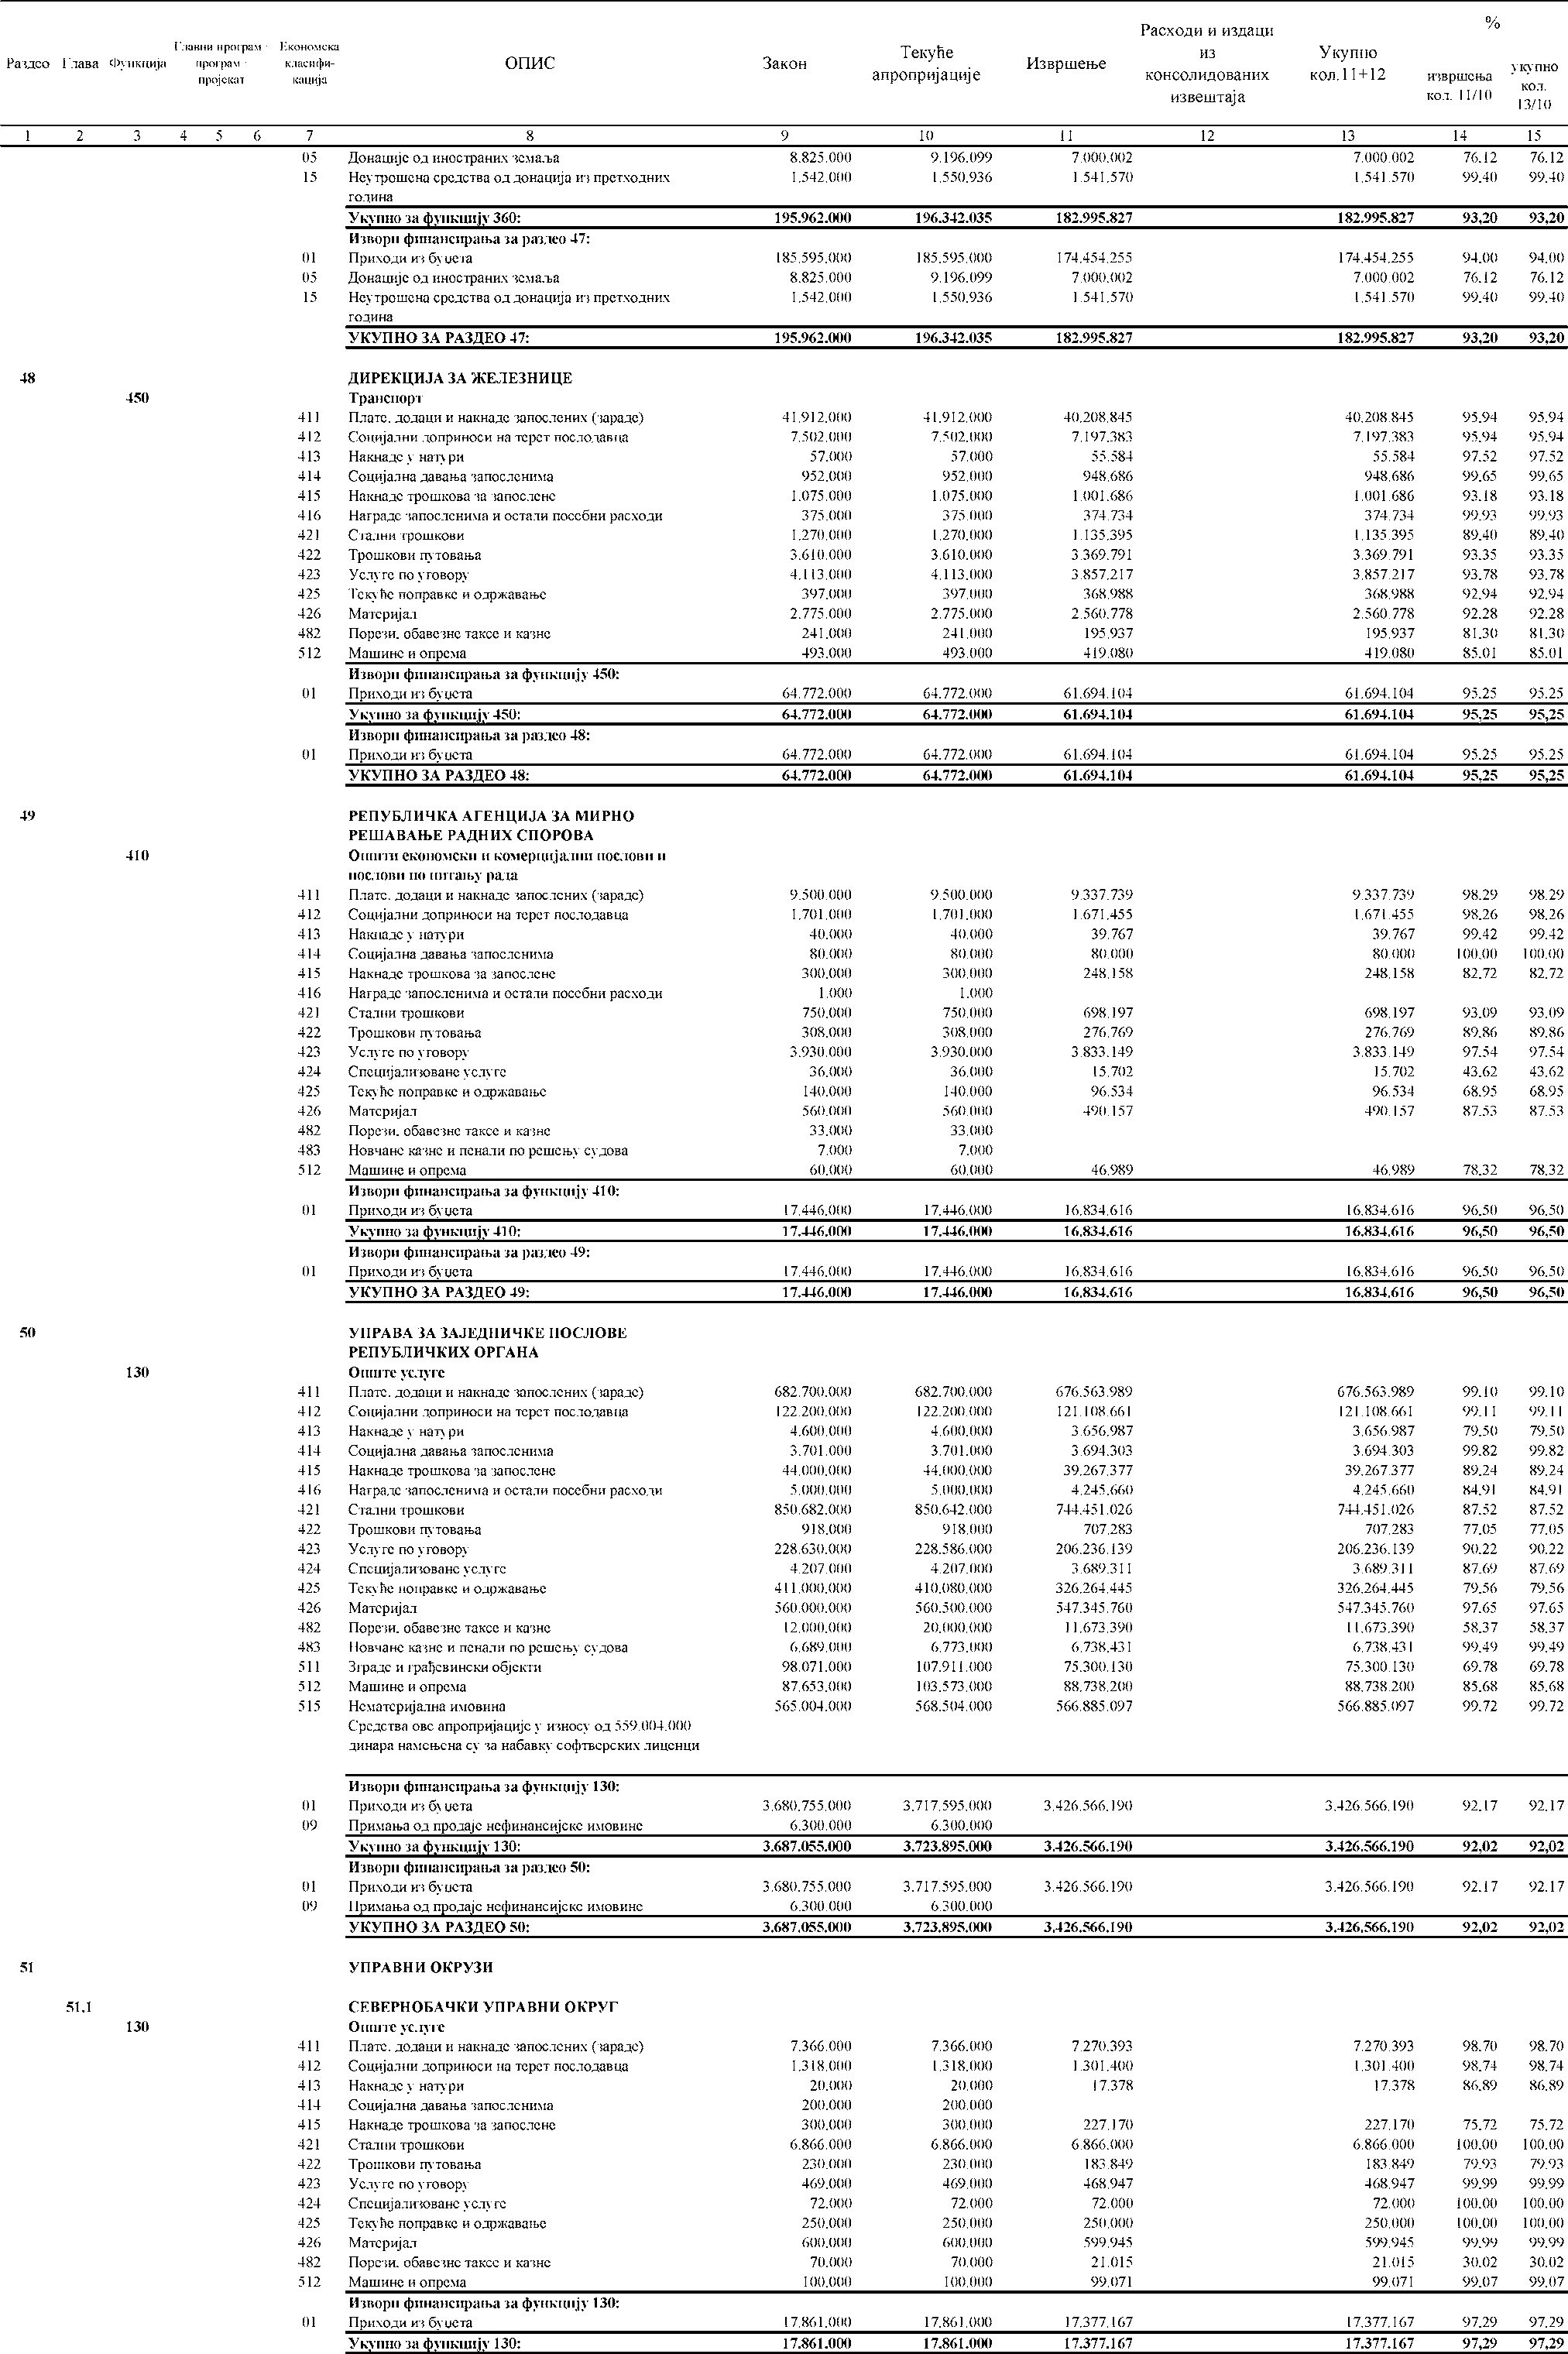 Раздео Глава Функција Главни програм - програм - пројекат Економска класифи-кација ОПИС Закон Текуће апропријације Извршење Расходи и издаци из консолидованих извештаја Укупно кол.11+12 % извршења кол. 11/10 укупно кол. 13/10
1 2 3 4 5 6 7 8 9 10 11 12 13 14 15
05 Донације од иностраних земаља 8.825.000 9.196.099 7.000.002 7.000.002 76,12 76,12
15 Неутрошена средства од донација из претходних 1.542.000 1.550.936 1.541.570 1.541.570 99,40 99,40
година
Укупно за функцију 360: 195.962.000 196.342.035 182.995.827 182.995.827 93,20 93,20
Извори финансирања за раздео 47:
01 Приходи из буџета 185.595.000 185.595.000 174.454.255 174.454.255 94,00 94,00
05 Донације од иностраних земаља 8.825.000 9.196.099 7.000.002 7.000.002 76,12 76,12
15 Неутрошена средства од донација из претходних 1.542.000 1.550.936 1.541.570 1.541.570 99,40 99,40
година
УКУПНО ЗА РАЗДЕО 47: 195.962.000 196.342.035 182.995.827 182.995.827 93,20 93,20
48 ДИРЕКЦИЈА ЗА ЖЕЛЕЗНИЦЕ
450 Транспорт
411 Плате, додаци и накнаде запослених (зараде) 41.912.000 41.912.000 40.208.845 40.208.845 95,94 95,94
412 Социјални доприноси на терет послодавца 7.502.000 7.502.000 7.197.383 7.197.383 95,94 95,94
413 Накнаде у натури 57.000 57.000 55.584 55.584 97,52 97,52
414 Социјална давања запосленима 952.000 952.000 948.686 948.686 99,65 99,65
415 Накнаде трошкова за запослене 1.075.000 1.075.000 1.001.686 1.001.686 93,18 93,18
416 Награде запосленима и остали посебни расходи 375.000 375.000 374.734 374.734 99,93 99,93
421 Стални трошкови 1.270.000 1.270.000 1.135.395 1.135.395 89,40 89,40
422 Трошкови путовања 3.610.000 3.610.000 3.369.791 3.369.791 93,35 93,35
423 Услуге по уговору 4.113.000 4.113.000 3.857.217 3.857.217 93,78 93,78
425 Текуће поправке и одржавање 397.000 397.000 368.988 368.988 92,94 92,94
426 Материјал 2.775.000 2.775.000 2.560.778 2.560.778 92,28 92,28
482 Порези, обавезне таксе и казне 241.000 241.000 195.937 195.937 81,30 81,30
512 Машине и опрема 493.000 493.000 419.080 419.080 85,01 85,01
Извори финансирања за функцију 450:
01 Приходи из буџета 64.772.000 64.772.000 61.694.104 61.694.104 95,25 95,25
Укупно за функцију 450: 64.772.000 64.772.000 61.694.104 61.694.104 95,25 95,25
Извори финансирања за раздео 48:
01 Приходи из буџета 64.772.000 64.772.000 61.694.104 61.694.104 95,25 95,25
УКУПНО ЗА РАЗДЕО 48: 64.772.000 64.772.000 61.694.104 61.694.104 95,25 95,25
49 РЕПУБЛИЧКА АГЕНЦИЈА ЗА МИРНО
РЕШАВАЊЕ РАДНИХ СПОРОВА
410 Општи економски и комерцијални послови и
послови по питању рада
411 Плате, додаци и накнаде запослених (зараде) 9.500.000 9.500.000 9.337.739 9.337.739 98,29 98,29
412 Социјални доприноси на терет послодавца 1.701.000 1.701.000 1.671.455 1.671.455 98,26 98,26
413 Накнаде у натури 40.000 40.000 39.767 39.767 99,42 99,42
414 Социјална давања запосленима 80.000 80.000 80.000 80.000 100,00 100,00
415 Накнаде трошкова за запослене 300.000 300.000 248.158 248.158 82,72 82,72
416 Награде запосленима и остали посебни расходи 1.000 1.000
421 Стални трошкови 750.000 750.000 698.197 698.197 93,09 93,09
422 Трошкови путовања 308.000 308.000 276.769 276.769 89,86 89,86
423 Услуге по уговору 3.930.000 3.930.000 3.833.149 3.833.149 97,54 97,54
424 Специјализоване услуге 36.000 36.000 15.702 15.702 43,62 43,62
425 Текуће поправке и одржавање 140.000 140.000 96.534 96.534 68,95 68,95
426 Материјал 560.000 560.000 490.157 490.157 87,53 87,53
482 Порези, обавезне таксе и казне 33.000 33.000
483 Новчане казне и пенали по решењу судова 7.000 7.000
512 Машине и опрема 60.000 60.000 46.989 46.989 78,32 78,32
Извори финансирања за функцију 410:
01 Приходи из буџета 17.446.000 17.446.000 16.834.616 16.834.616 96,50 96,50
Укупно за функцију 410: 17.446.000 17.446.000 16.834.616 16.834.616 96,50 96,50
Извори финансирања за раздео 49:
01 Приходи из буџета 17.446.000 17.446.000 16.834.616 16.834.616 96,50 96,50
УКУПНО ЗА РАЗДЕО 49: 17.446.000 17.446.000 16.834.616 16.834.616 96,50 96,50
50 УПРАВА ЗА ЗАЈЕДНИЧКЕ ПОСЛОВЕ
РЕПУБЛИЧКИХ ОРГАНА
130 Опште услуге
411 Плате, додаци и накнаде запослених (зараде) 682.700.000 682.700.000 676.563.989 676.563.989 99,10 99,10
412 Социјални доприноси на терет послодавца 122.200.000 122.200.000 121.108.661 121.108.661 99,11 99,11
413 Накнаде у натури 4.600.000 4.600.000 3.656.987 3.656.987 79,50 79,50
414 Социјална давања запосленима 3.701.000 3.701.000 3.694.303 3.694.303 99,82 99,82
415 Накнаде трошкова за запослене 44.000.000 44.000.000 39.267.377 39.267.377 89,24 89,24
416 Награде запосленима и остали посебни расходи 5.000.000 5.000.000 4.245.660 4.245.660 84,91 84,91
421 Стални трошкови 850.682.000 850.642.000 744.451.026 744.451.026 87,52 87,52
422 Трошкови путовања 918.000 918.000 707.283 707.283 77,05 77,05
423 Услуге по уговору 228.630.000 228.586.000 206.236.139 206.236.139 90,22 90,22
424 Специјализоване услуге 4.207.000 4.207.000 3.689.311 3.689.311 87,69 87,69
425 Текуће поправке и одржавање 411.000.000 410.080.000 326.264.445 326.264.445 79,56 79,56
426 Материјал 560.000.000 560.500.000 547.345.760 547.345.760 97,65 97,65
482 Порези, обавезне таксе и казне 12.000.000 20.000.000 11.673.390 11.673.390 58,37 58,37
483 Новчане казне и пенали по решењу судова 6.689.000 6.773.000 6.738.431 6.738.431 99,49 99,49
511 Зграде и грађевински објекти 98.071.000 107.911.000 75.300.130 75.300.130 69,78 69,78
512 Машине и опрема 87.653.000 103.573.000 88.738.200 88.738.200 85,68 85,68
515 Нематеријална имовина 565.004.000 568.504.000 566.885.097 566.885.097 99,72 99,72
Средства ове апропријације у износу од 559.004.000
динара намењена су за набавку софтверских лиценци
Извори финансирања за функцију 130:
01 Приходи из буџета 3.680.755.000 3.717.595.000 3.426.566.190 3.426.566.190 92,17 92,17
09 Примања од продаје нефинансијске имовине 6.300.000 6.300.000
Укупно за функцију 130: 3.687.055.000 3.723.895.000 3.426.566.190 3.426.566.190 92,02 92,02
Извори финансирања за раздео 50:
01 Приходи из буџета 3.680.755.000 3.717.595.000 3.426.566.190 3.426.566.190 92,17 92,17
09 Примања од продаје нефинансијске имовине 6.300.000 6.300.000
УКУПНО ЗА РАЗДЕО 50: 3.687.055.000 3.723.895.000 3.426.566.190 3.426.566.190 92,02 92,02
51 УПРАВНИ ОКРУЗИ
51.1 СЕВЕРНОБАЧКИ УПРАВНИ ОКРУГ
130 Опште услуге
411 Плате, додаци и накнаде запослених (зараде) 7.366.000 7.366.000 7.270.393 7.270.393 98,70 98,70
412 Социјални доприноси на терет послодавца 1.318.000 1.318.000 1.301.400 1.301.400 98,74 98,74
413 Накнаде у натури 20.000 20.000 17.378 17.378 86,89 86,89
414 Социјална давања запосленима 200.000 200.000
415 Накнаде трошкова за запослене 300.000 300.000 227.170 227.170 75,72 75,72
421 Стални трошкови 6.866.000 6.866.000 6.866.000 6.866.000 100,00 100,00
422 Трошкови путовања 230.000 230.000 183.849 183.849 79,93 79,93
423 Услуге по уговору 469.000 469.000 468.947 468.947 99,99 99,99
424 Специјализоване услуге 72.000 72.000 72.000 72.000 100,00 100,00
425 Текуће поправке и одржавање 250.000 250.000 250.000 250.000 100,00 100,00
426 Материјал 600.000 600.000 599.945 599.945 99,99 99,99
482 Порези, обавезне таксе и казне 70.000 70.000 21.015 21.015 30,02 30,02
512 Машине и опрема 100.000 100.000 99.071 99.071 99,07 99,07
Извори финансирања за функцију 130:
01 Приходи из буџета 17.861.000 17.861.000 17.377.167 17.377.167 97,29 97,29
Укупно за функцију 130: 17.861.000 17.861.000 17.377.167 17.377.167 97,29 97,29